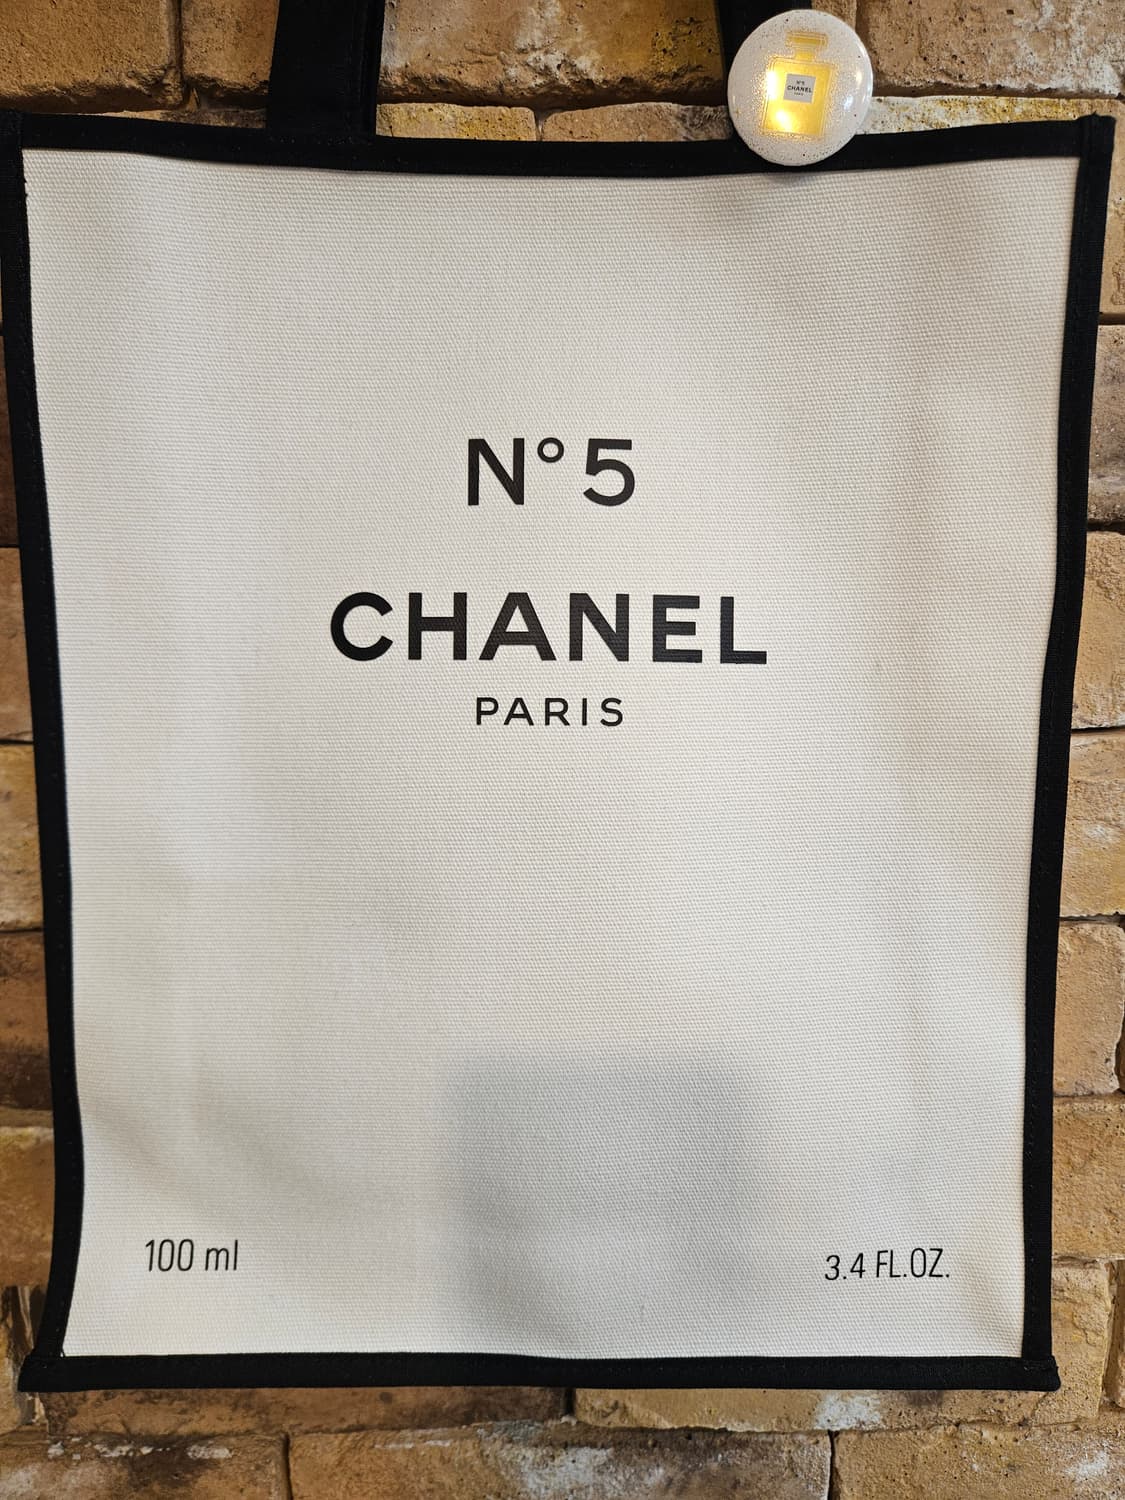 N°5
CHANEL
PARIS
N°5
CHANEL
PARIS
100 ml
3.4 FL.OZ.